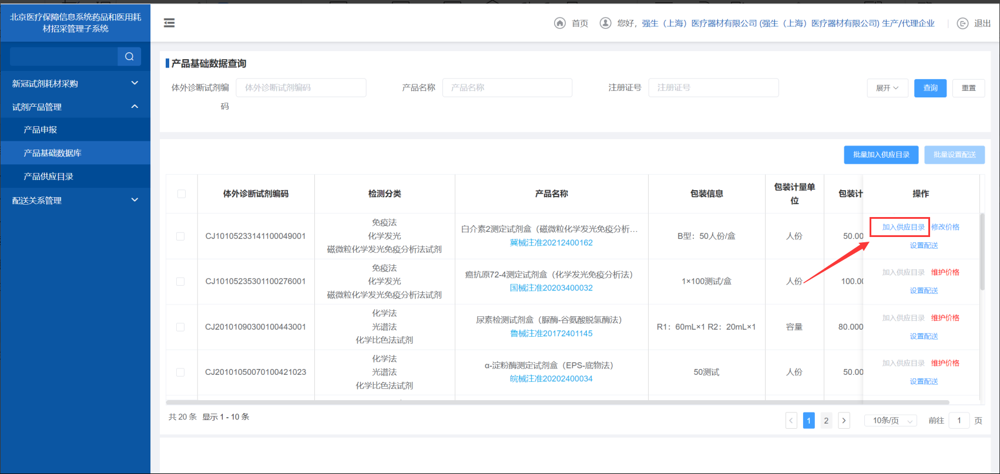 北京医疗保障信息系统药品和医用耗
材招采管理子系统
首页
您好，强生（上海）医疗器材有限公司 (强生（上海）医疗器材有限公司) 生产/代理企业
退出
新冠试剂耗材采购
试剂产品管理
产品申报
产品基础数据库
产品供应目录
配送关系管理
产品基础数据查询
体外诊断试剂编
码
体外诊断试剂编码
产品名称
产品名称
注册证号
注册证号
展开
查询
重置
批量加入供应目录
批量设置配送
体外诊断试剂编码
检测分类
产品名称
包装信息
包装计量单
位
包装计
操作
CJ10105233141100049001
免疫法
化学发光
磁微粒化学发光免疫分析法试剂
白介素2测定试剂盒（磁微粒化学发光免疫分析…
冀械注准20212400162
B型：50人份/盒
人份
50.00
加入供应目录
修改价格
设置配送
CJ10105235301100276001
免疫法
化学发光
磁微粒化学发光免疫分析法试剂
癌抗原72-4测定试剂盒（化学发光免疫分析法）
国械注准20203400032
1×100测试/盒
人份
100.00
加入供应目录
维护价格
设置配送
CJ20101090300100443001
化学法
光谱法
化学比色法试剂
尿素检测试剂盒（脲酶-谷氨酸脱氢酶法）
鲁械注准20172401145
R1：60mL×1 R2：20mL×1
容量
80.000
加入供应目录
维护价格
设置配送
CJ20101050070100421023
化学法
光谱法
化学比色法试剂
α-淀粉酶测定试剂盒（EPS-底物法）
皖械注准20202400034
50测试
人份
50.00
加入供应目录
维护价格
设置配送
共 20 条 显示 1 - 10 条
1
2
10条/页
前往
1
页